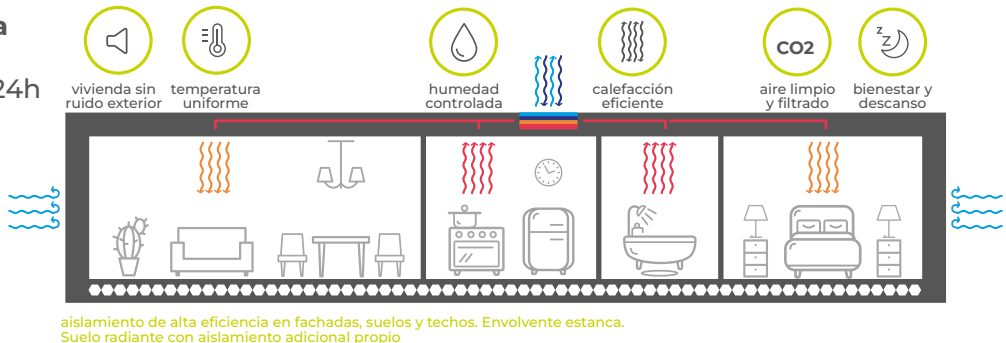 a
24h
vivienda sin
ruido exterior
temperatura
uniforme
humedad
controlada
calefacción
eficiente
CO2
aire limpio
y filtrado
z
Z
bienestar y
descanso
aislamiento de alta eficiencia en fachadas, suelos y techos. Envolvente estanca.
Suelo radiante con aislamiento adicional propio